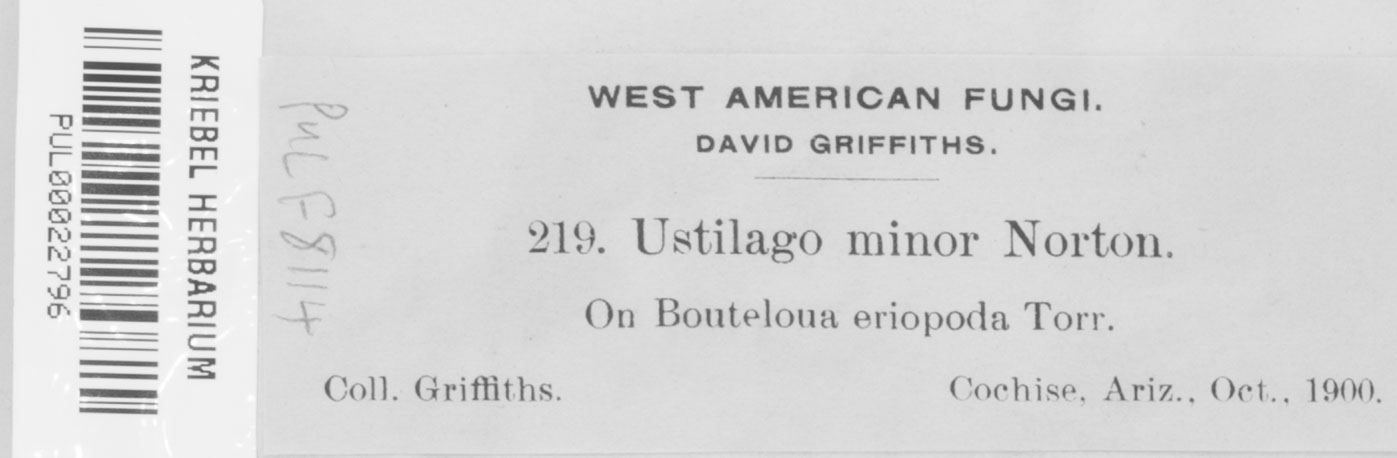 PUL00022796
KRIEBEL HERBARIUM
PUL F8114
WEST AMERICAN FUNGI.
DAVID GRIFFITHS.
219. Ustilago minor Norton.
On Bouteloua eriopoda Torr.
Coll. Griffiths.
Cochise, Ariz., Oct., 1900.